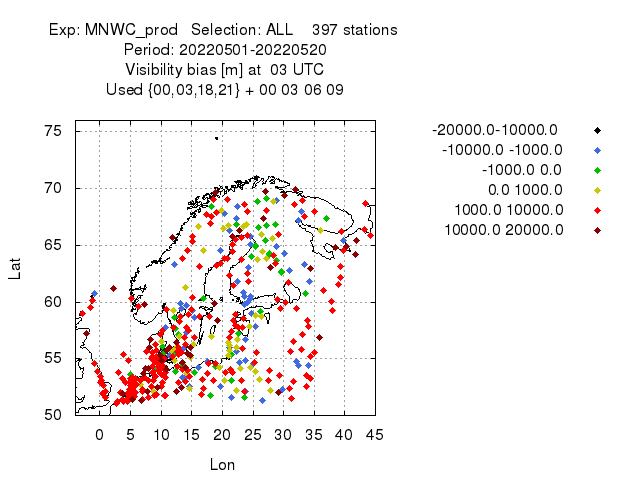 Exp: MNWC_prod   Selection: ALL    397 stations
Period: 20220501-20220520
Visibility bias [m] at  03 UTC
Used {00,03,18,21} + 00 03 06 09
-20000.0-10000.0
-10000.0 -1000.0
-1000.0 0.0
0.0 1000.0
1000.0 10000.0
10000.0 20000.0
75
70
65
60
55
50
Lat
0 5 10 15 20 25 30 35 40 45
Lon